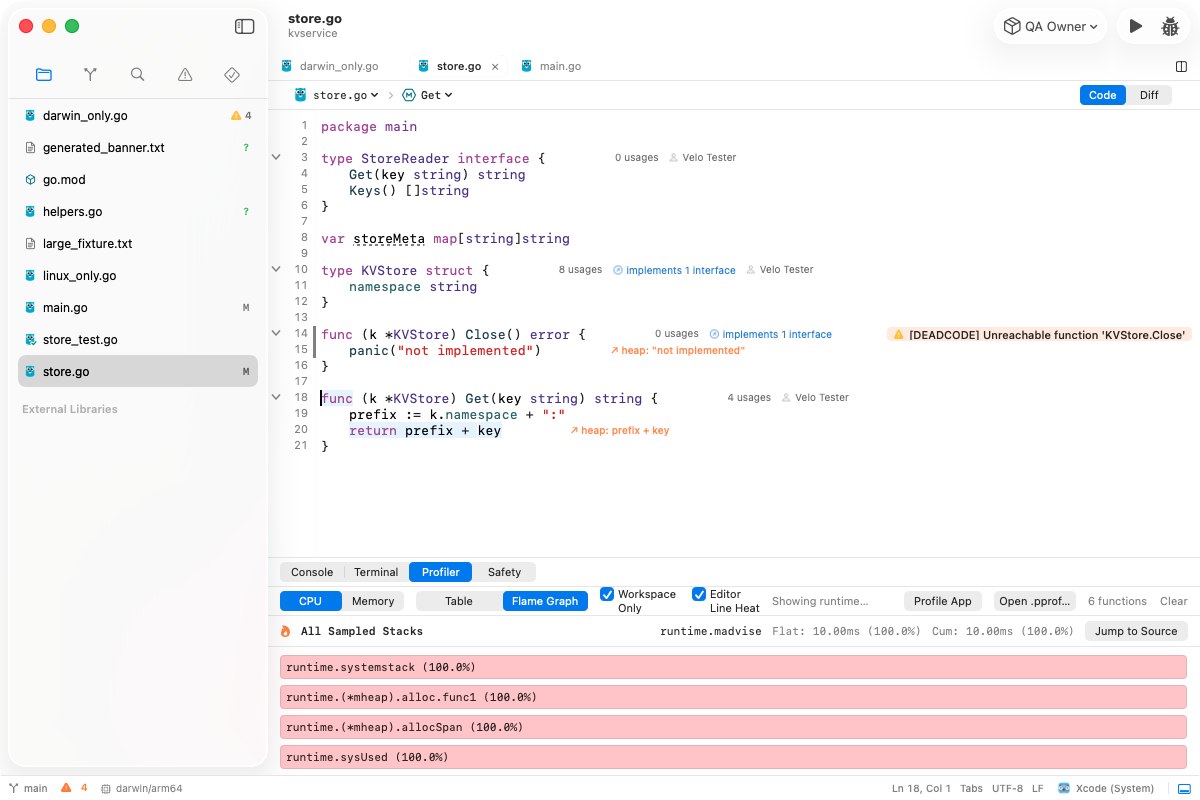 store.go
kvservice
QA Owner
darwin_only.go
store.go
main.go
store.go
Get
Code
Diff
darwin_only.go 4
generated_banner.txt ?
go.mod
helpers.go ?
large_fixture.txt
linux_only.go
main.go M
store_test.go
store.go M
External Libraries
1 package main
2
3 type StoreReader interface { 0 usages Velo Tester
4 Get(key string) string
5 Keys() []string
6 }
7
8 var storeMeta map[string]string
9
10 type KVStore struct { 8 usages implements 1 interface Velo Tester
11 namespace string
12 }
13
14 func (k *KVStore) Close() error { 0 usages implements 1 interface [DEADCODE] Unreachable function 'KVStore.Close'
15 panic("not implemented") ↗ heap: "not implemented"
16 }
17
18 func (k *KVStore) Get(key string) string { 4 usages Velo Tester
19 prefix := k.namespace + ":"
20 return prefix + key ↗ heap: prefix + key
21 }
Console Terminal Profiler Safety
CPU Memory Table Flame Graph Workspace Only Editor Line Heat Showing runtime... Profile App Open .pprof... 6 functions Clear
All Sampled Stacks runtime.madvise Flat: 10.00ms (100.0%) Cum: 10.00ms (100.0%) Jump to Source
runtime.systemstack (100.0%)
runtime.(*mheap).alloc.func1 (100.0%)
runtime.(*mheap).allocSpan (100.0%)
runtime.sysUsed (100.0%)
main 4 darwin/arm64 Ln 18, Col 1 Tabs UTF-8 LF Xcode (System)